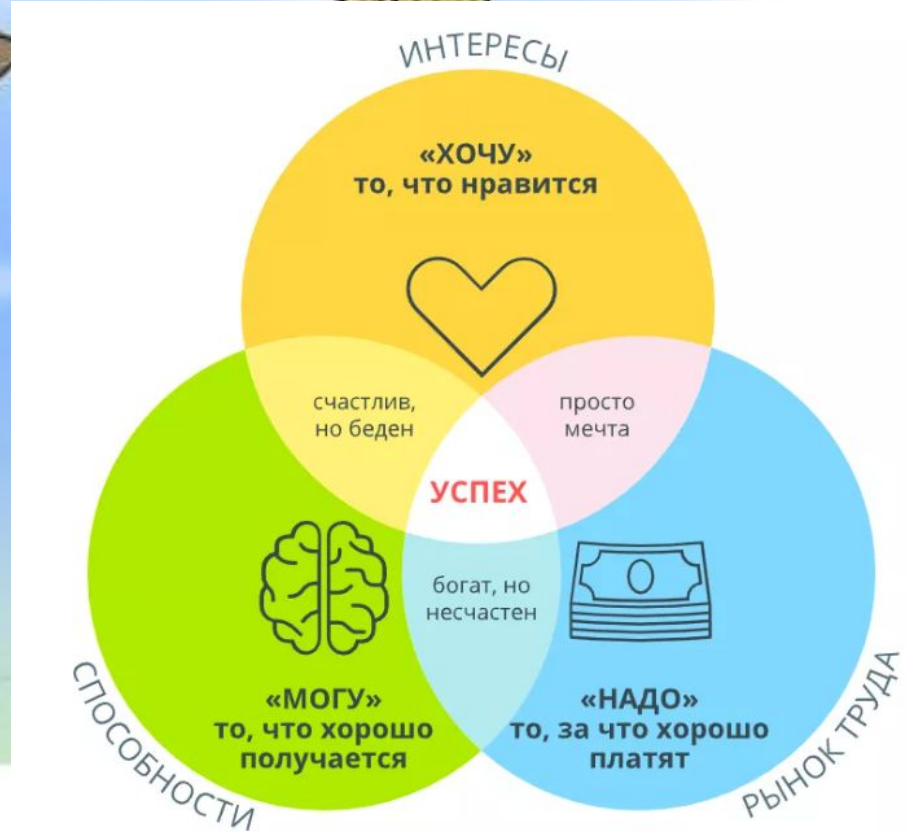 ИНТЕРЕСЫ
«ХОЧУ»
то, что нравится
счастлив,
но беден
просто
мечта
УСПЕХ
богат, но
несчастен
«МОГУ»
то, что хорошо
получается
«НАДО»
то, за что хорошо
платят
СПОСОБНОСТИ
РЫНОК ТРУДА